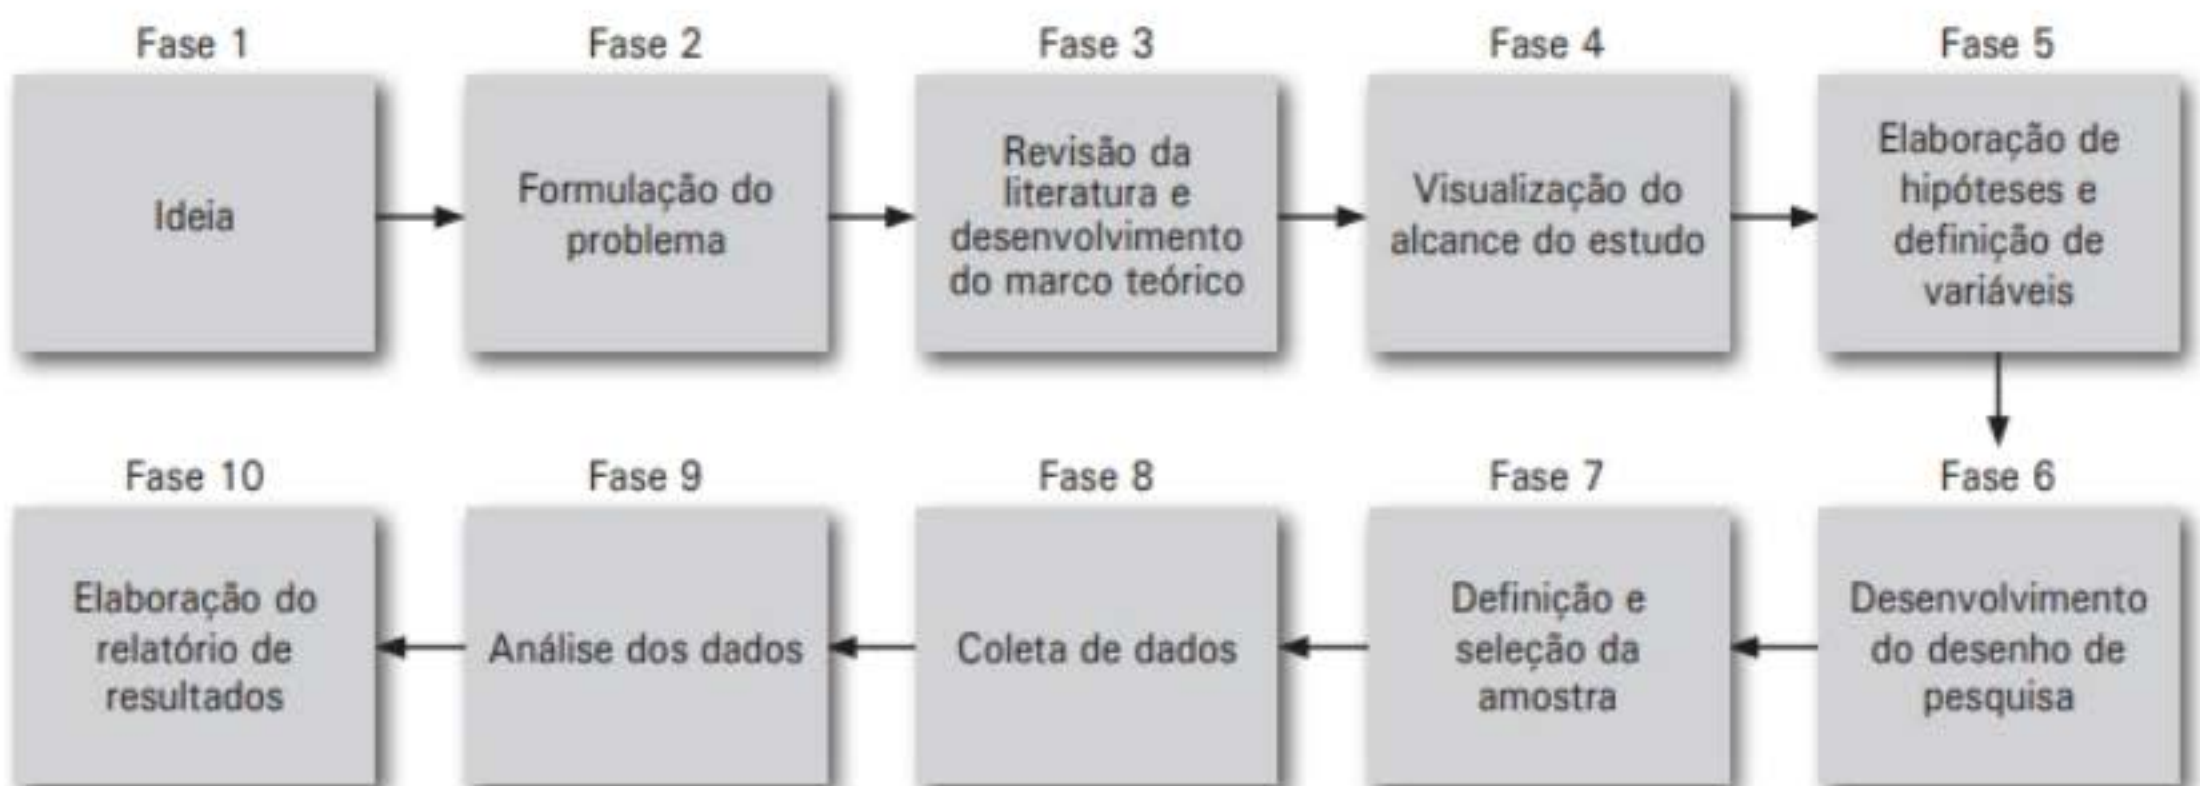 Fase 1
Ideia
Fase 2
Formulação do
problema
Fase 3
Revisão da
literatura e
desenvolvimento
do marco teórico
Fase 4
Visualização do
alcance do estudo
Fase 5
Elaboração de
hipóteses e
definição de
variáveis
Fase 6
Desenvolvimento
do desenho de
pesquisa
Fase 7
Definição e
seleção da
amostra
Fase 8
Coleta de dados
Fase 9
Análise dos dados
Fase 10
Elaboração do
relatório de
resultados